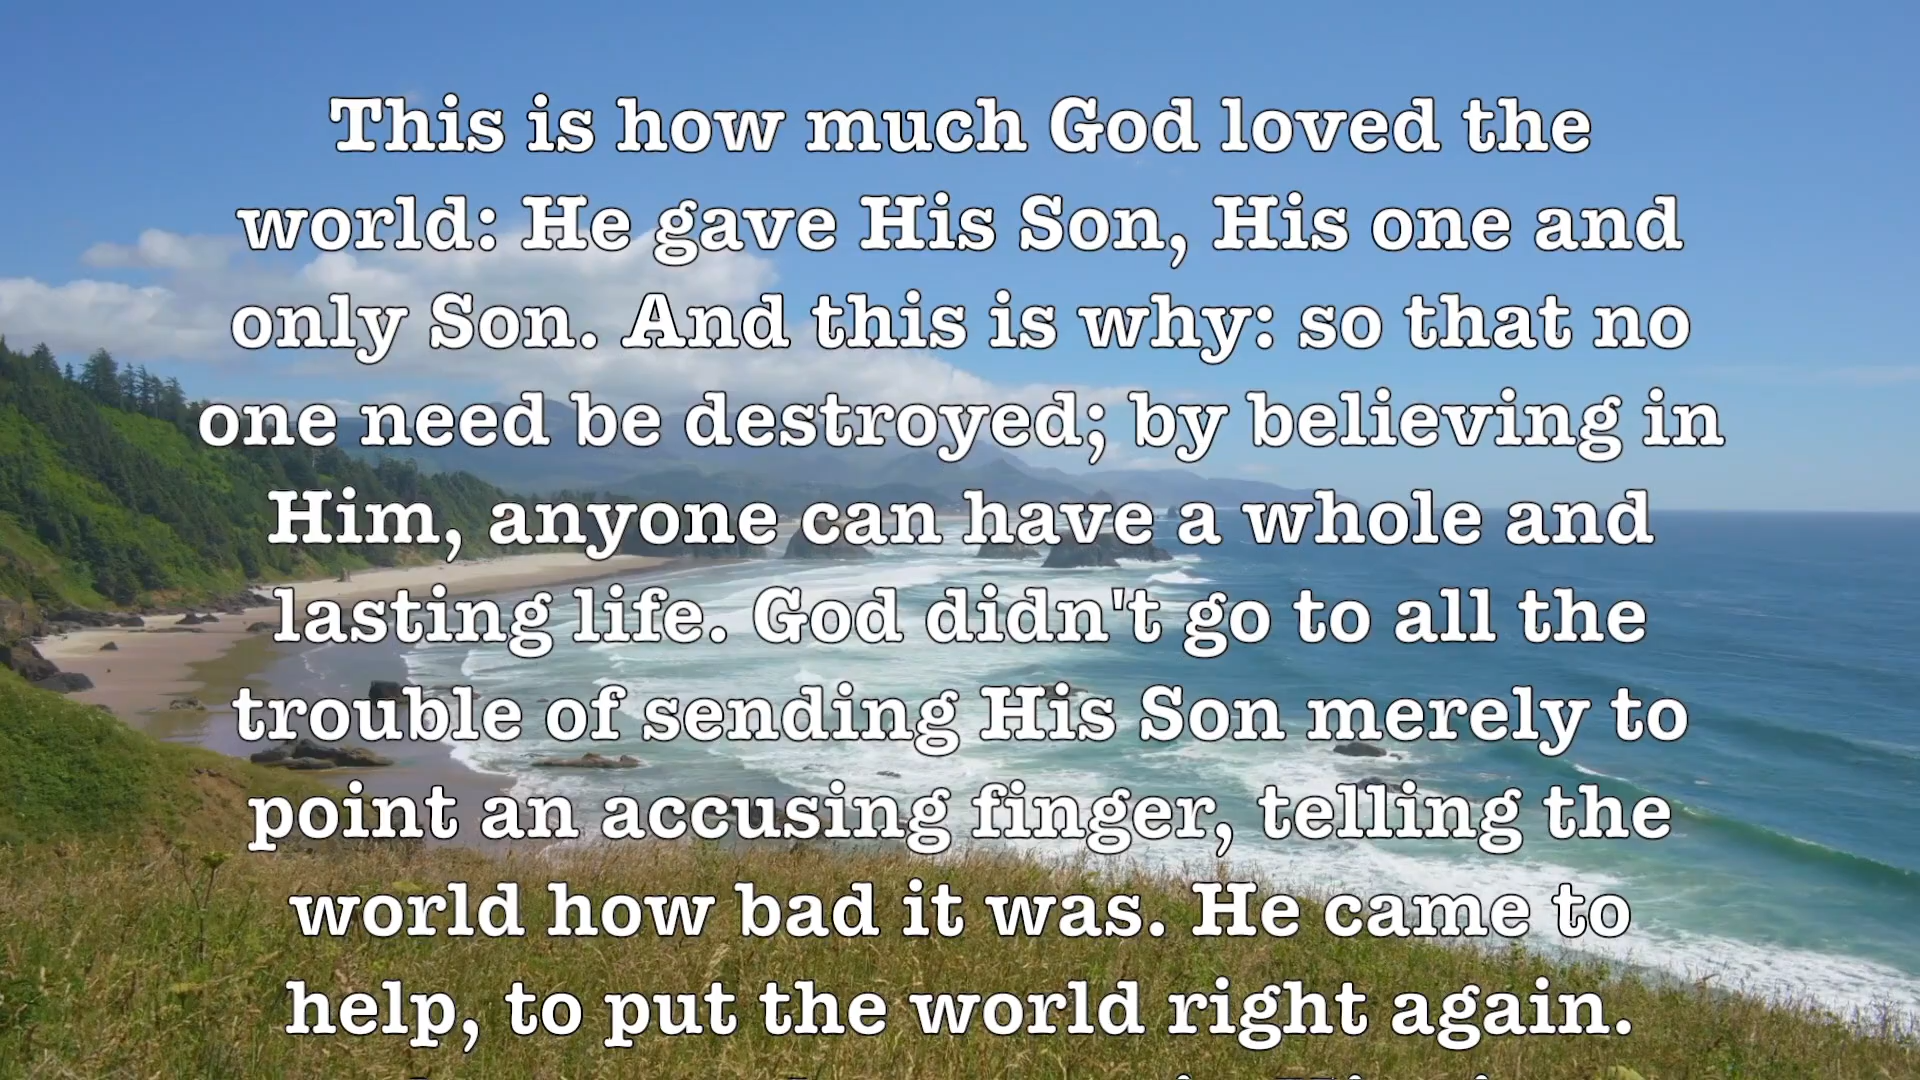 This is how much God loved the
world: He gave His Son, His one and
only Son. And this is why: so that no
one need be destroyed; by believing in
Him, anyone can have a whole and
lasting life. God didn't go to all the
trouble of sending His Son merely to
point an accusing finger, telling the
world how bad it was. He came to
help, to put the world right again.